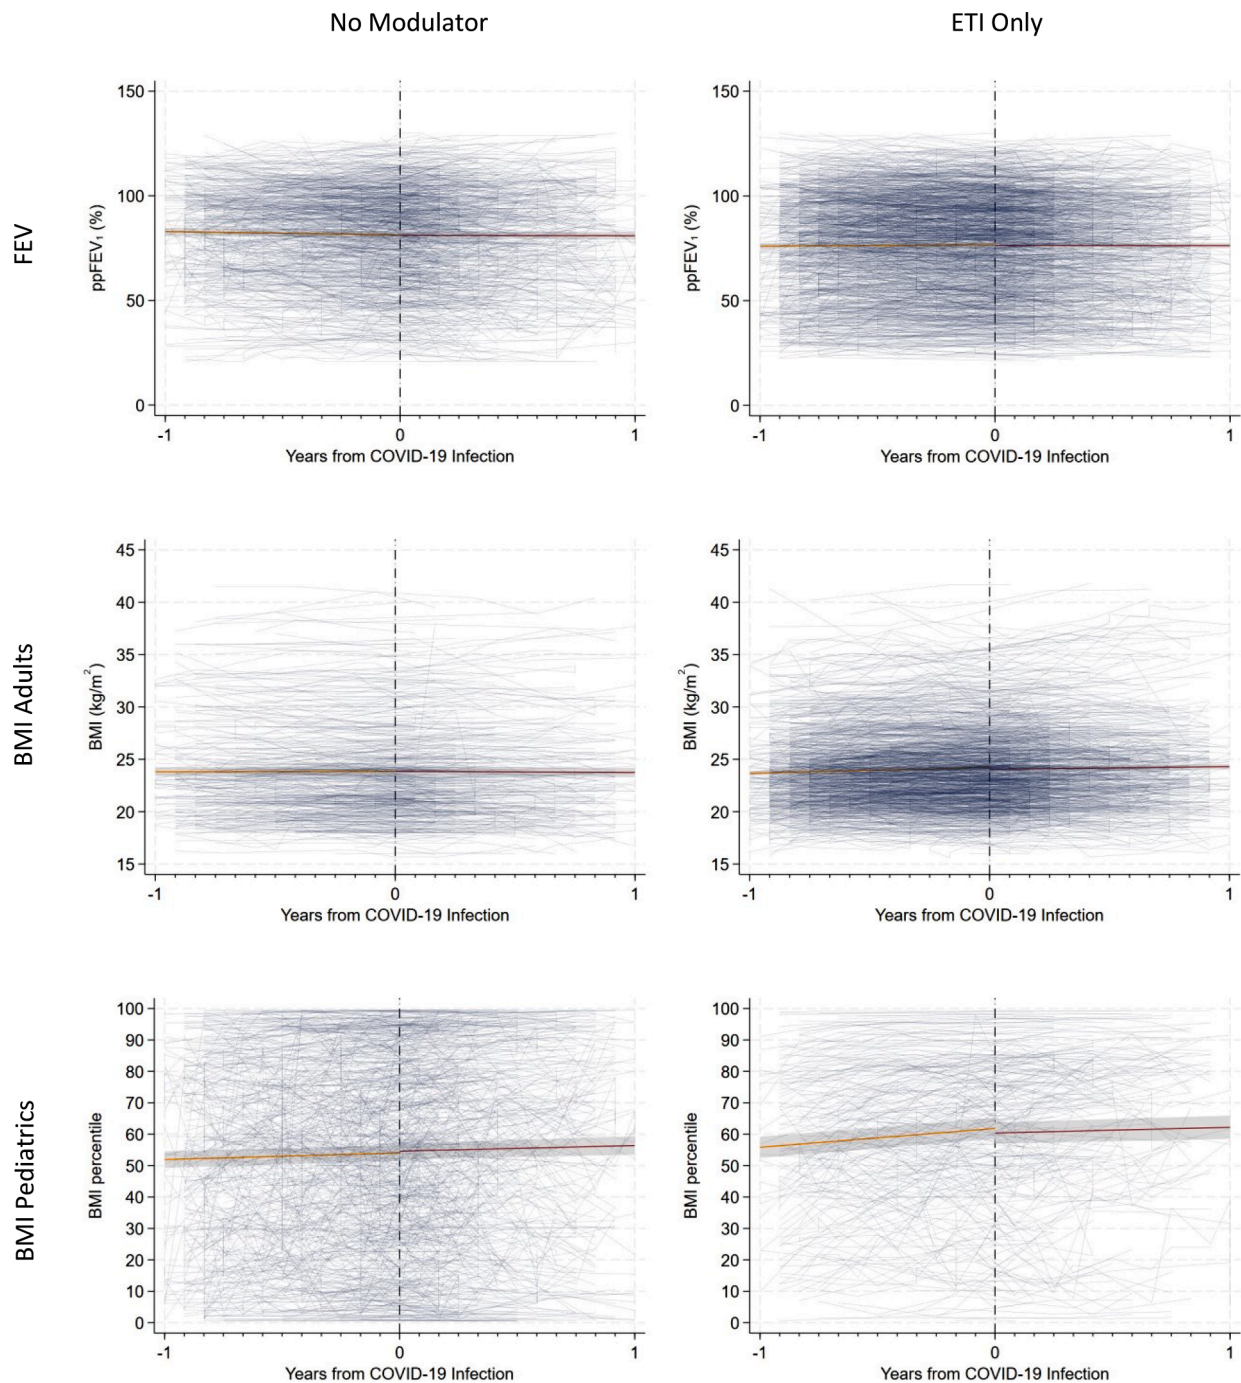 No Modulator
ETI Only
FEV
ppFEV₁ (%)
150
100
50
0
-1 0 1
Years from COVID-19 Infection
ppFEV₁ (%)
150
100
50
0
-1 0 1
Years from COVID-19 Infection
BMI Adults
BMI (kg/m²)
45
40
35
30
25
20
15
-1 0 1
Years from COVID-19 Infection
BMI (kg/m²)
45
40
35
30
25
20
15
-1 0 1
Years from COVID-19 Infection
BMI Pediatrics
BMI percentile
100
90
80
70
60
50
40
30
20
10
0
-1 0 1
Years from COVID-19 Infection
BMI percentile
100
90
80
70
60
50
40
30
20
10
0
-1 0 1
Years from COVID-19 Infection